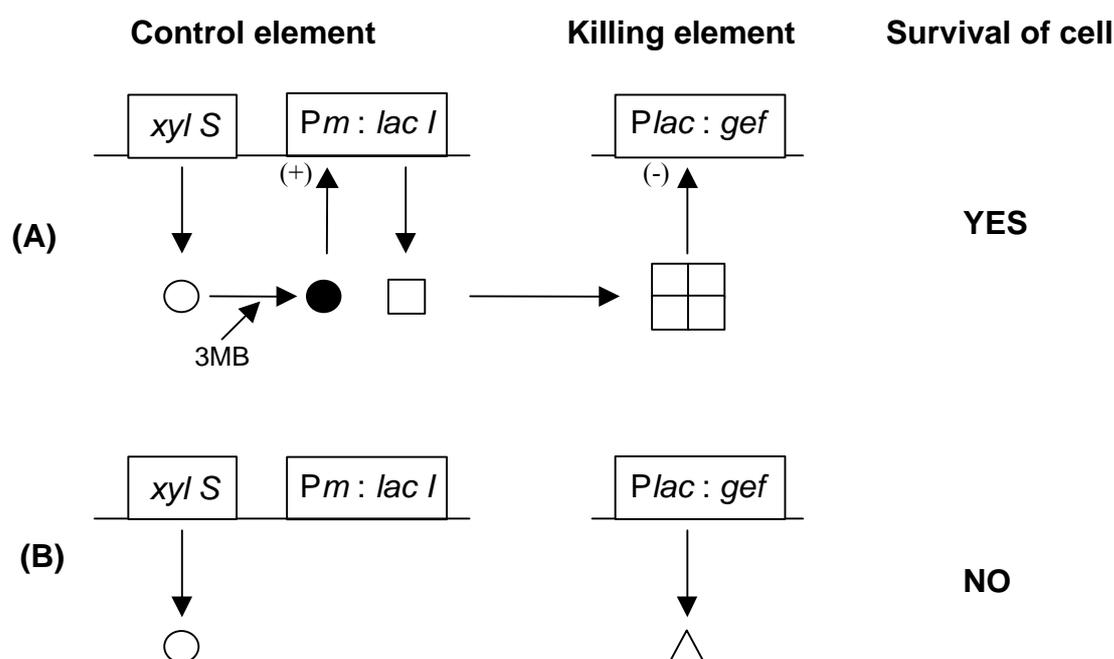 Control element Killing element Survival of cell
xyl S Pm : lac I Plac : gef
(+) (-)
(A) YES
3MB
xyl S Pm : lac I Plac : gef
(B) NO